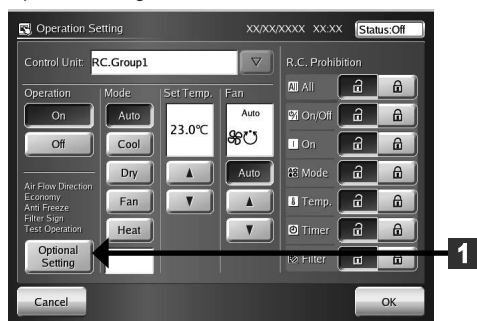 Operation Setting XX/XX/XXXX XX:XX Status:Off
Control Unit: RC.Group1
R.C. Prohibition
Operation Mode Set Temp. Fan
On
Off
Auto
Cool
Dry
Fan
Heat
23.0℃
Auto
Auto
All All
On/Off
On
Mode
Temp.
Timer
Filter
Air Flow Direction
Economy
Anti Freeze
Filter Sign
Test Operation
Optional
Setting
1
Cancel
OK